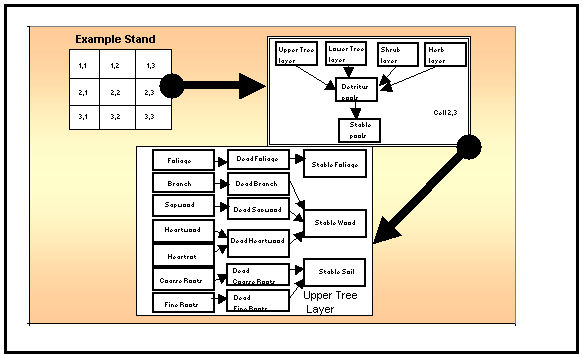 Example Stand
1,1 1,2 1,3
2,1 2,2 2,3
3,1 3,2 3,3
Upper Tree
layer
Lower Tree
layer
Shrub
layer
Herb
layer
Detritus
pools
Stable
pools
Cell 2,3
Foliage
Dead Foliage
Stable Foliage
Branch
Dead Branch
Sapwood
Dead Sapwood
Stable Wood
Heartwood
Dead Heartwood
Heartrot
Coarse Roots
Dead
Coarse Roots
Stable Soil
Fine Roots
Dead
Fine Roots
Upper Tree
Layer